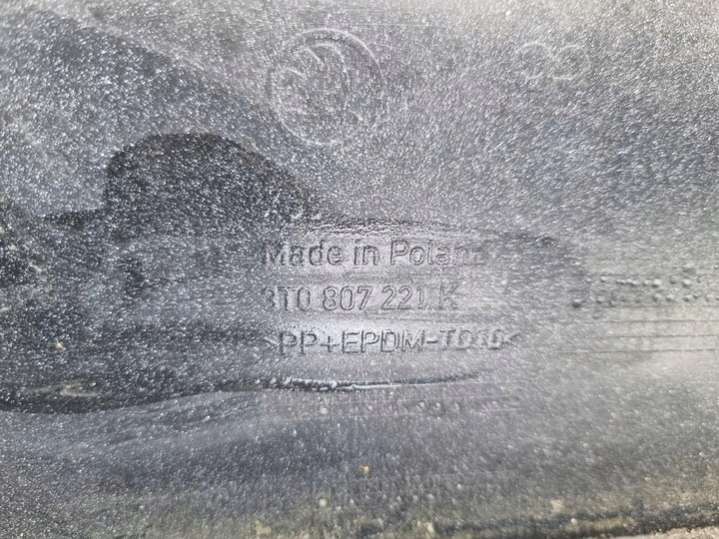 Made in Poland
3T0 807 221 K
>PP+EPDM-TD10<